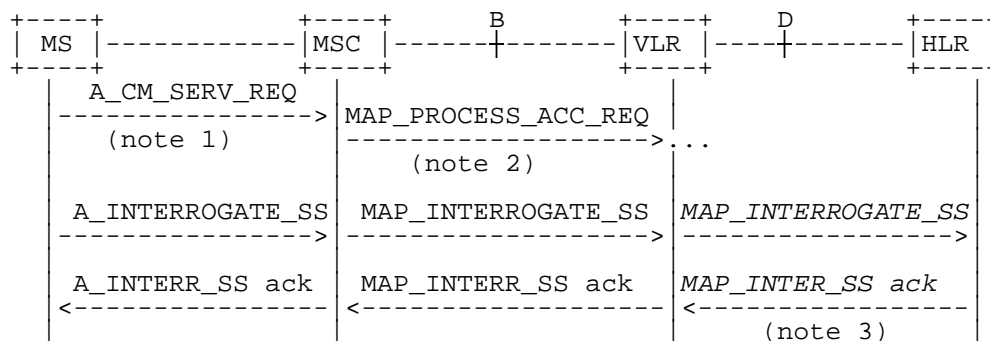 B D
MS MSC VLR HLR
A_CM_SERV_REQ
MAP_PROCESS_ACC_REQ
(note 1) ...
(note 2)
A_INTERROGATE_SS MAP_INTERROGATE_SS MAP_INTERROGATE_SS
A_INTERR_SS ack MAP_INTERR_SS ack MAP_INTER_SS ack
(note 3)